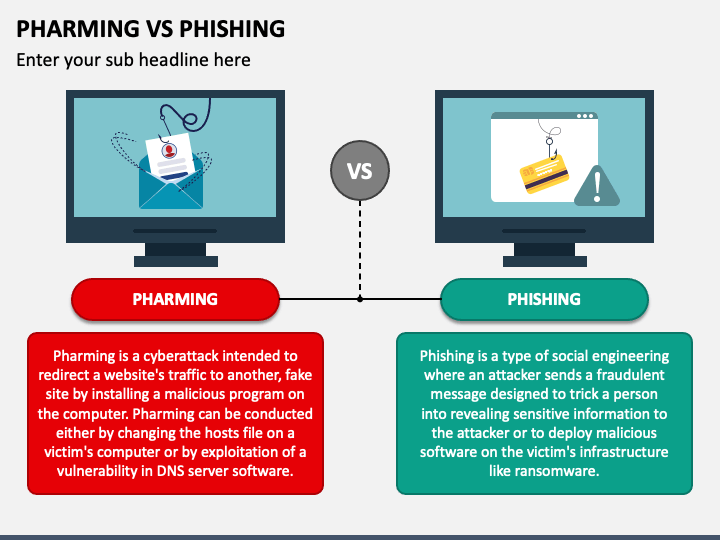 PHARMING VS PHISHING
Enter your sub headline here
VS
PHARMING
PHISHING
Pharming is a cyberattack intended to
redirect a website's traffic to another, fake
site by installing a malicious program on
the computer. Pharming can be conducted
either by changing the hosts file on a
victim's computer or by exploitation of a
vulnerability in DNS server software.
Phishing is a type of social engineering
where an attacker sends a fraudulent
message designed to trick a person
into revealing sensitive information to
the attacker or to deploy malicious
software on the victim's infrastructure
like ransomware.